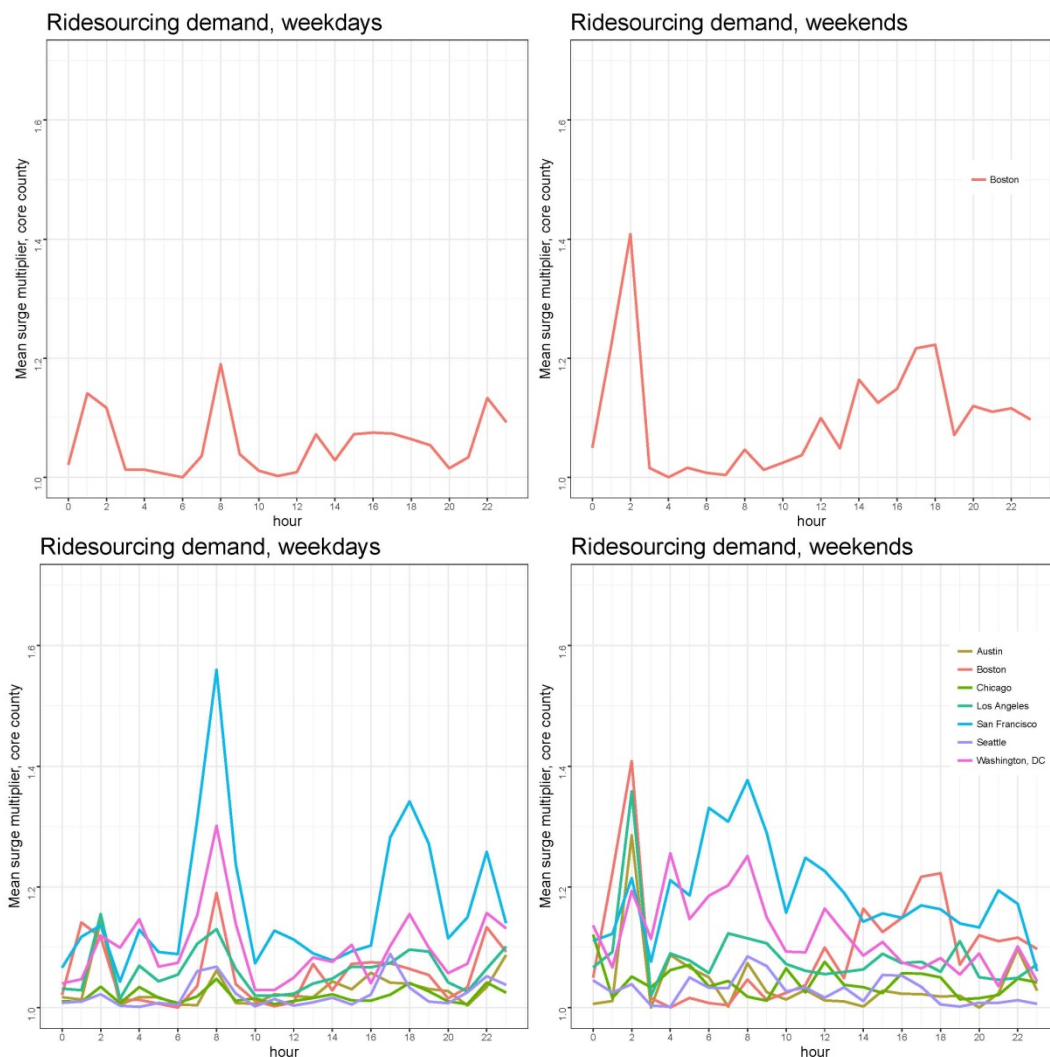 Ridesourcing demand, weekdays
Mean surge multiplier, core county
1.6
1.4
1.2
1.0
0 2 4 6 8 10 12 14 16 18 20 22
hour
Ridesourcing demand, weekends
Mean surge multiplier, core county
1.6
1.4
1.2
1.0
Boston
0 2 4 6 8 10 12 14 16 18 20 22
hour
Ridesourcing demand, weekdays
Mean surge multiplier, core county
1.6
1.4
1.2
1.0
0 2 4 6 8 10 12 14 16 18 20 22
hour
Ridesourcing demand, weekends
Mean surge multiplier, core county
1.6
1.4
1.2
1.0
Austin
Boston
Chicago
Los Angeles
San Francisco
Seattle
Washington, DC
0 2 4 6 8 10 12 14 16 18 20 22
hour